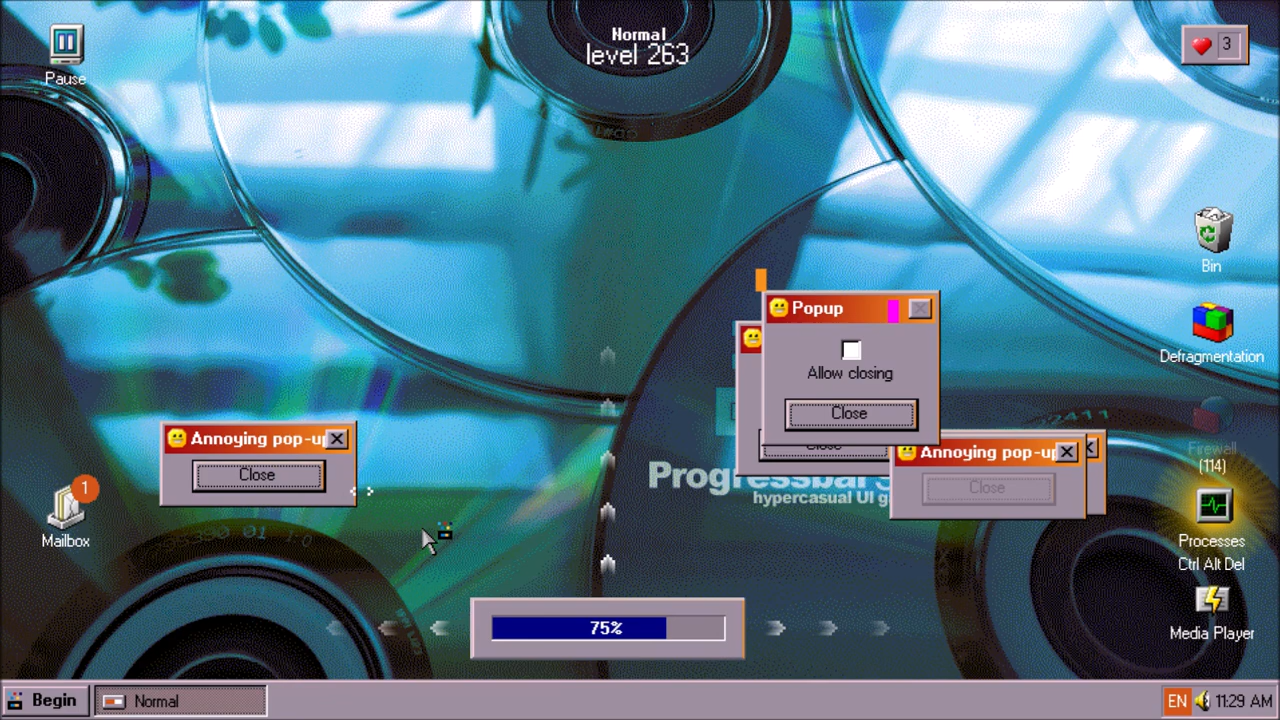 Normal
level 263
Pause
3
Bin
Defragmentation
Popup
Allow closing
Close
Close
Annoying pop-up
Close
Annoying pop-up
Close
Progressbar
hypercasual UI g
Firewall
(114)
1
Mailbox
Processes
Ctrl Alt Del
Media Player
75%
Begin
Normal
EN
11:29 AM